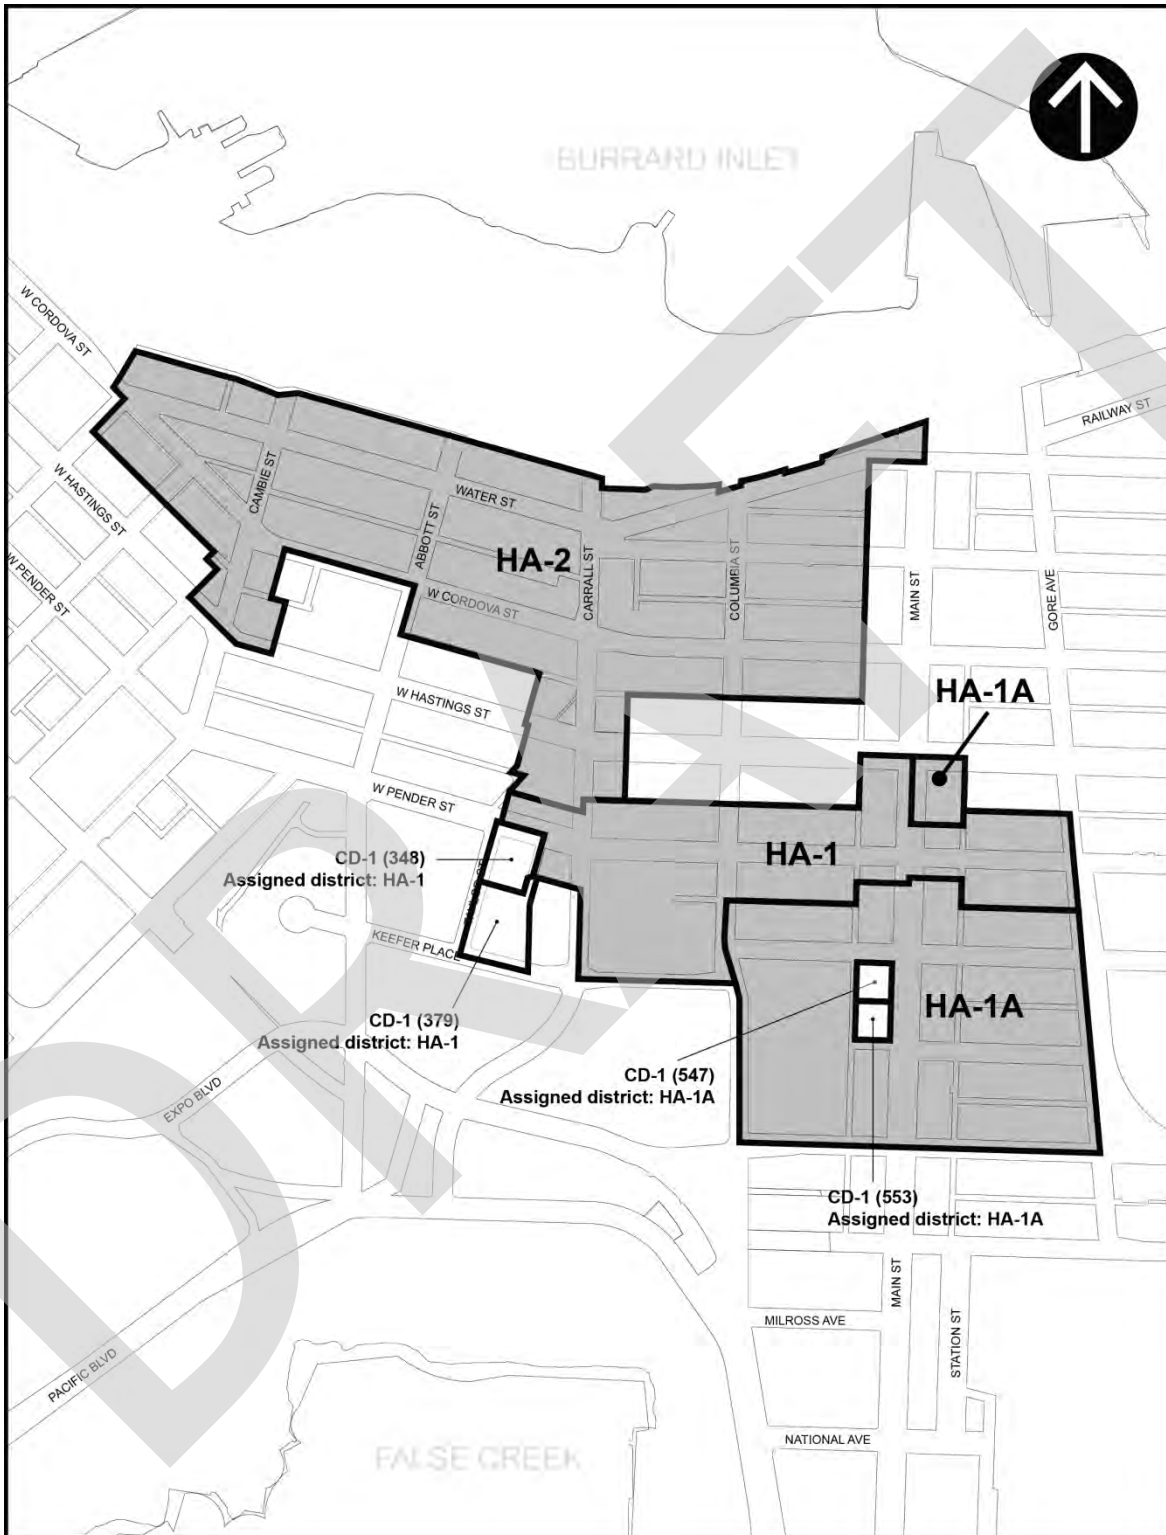 BURRARD INLET
W CORDOVA ST
RAILWAY ST
W HASTINGS ST
CAMBIE ST
WATER ST
ABBOTT ST
HA-2
W PENDER ST
CARRALL ST
COLUMBIA ST
MAIN ST
GORE AVE
W CORDOVA ST
HA-1A
W HASTINGS ST
W PENDER ST
HA-1
CD-1 (348)
Assigned district: HA-1
KEEFER PLACE
HA-1A
CD-1 (379)
Assigned district: HA-1
CD-1 (547)
Assigned district: HA-1A
EXPO BLVD
CD-1 (553)
Assigned district: HA-1A
MAIN ST
MILROSS AVE
STATION ST
PACIFIC BLVD
NATIONAL AVE
FALSE CREEK
DRAFT